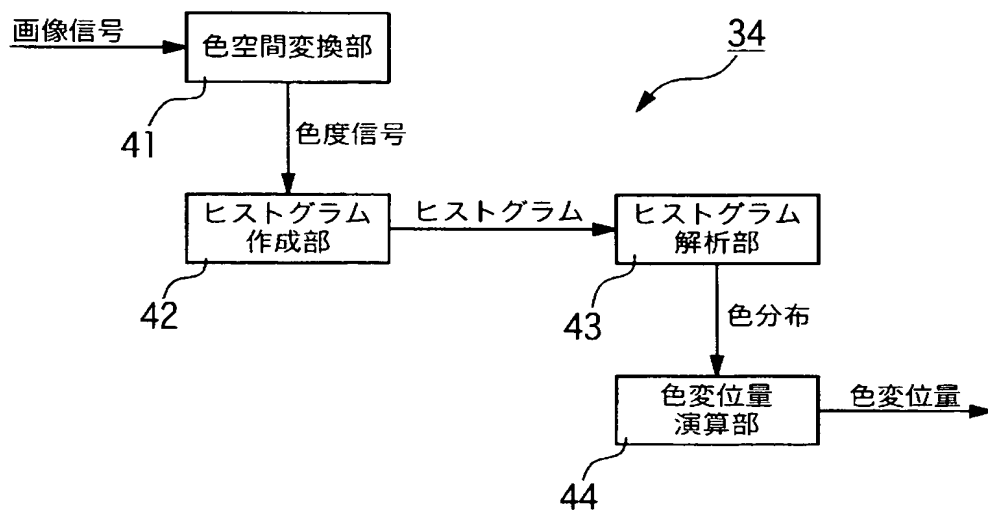 画像信号
色空間変換部
34
41
色度信号
ヒストグラム
作成部
ヒストグラム
ヒストグラム
解析部
42
43
色分布
色変位量
演算部
色変位量
44